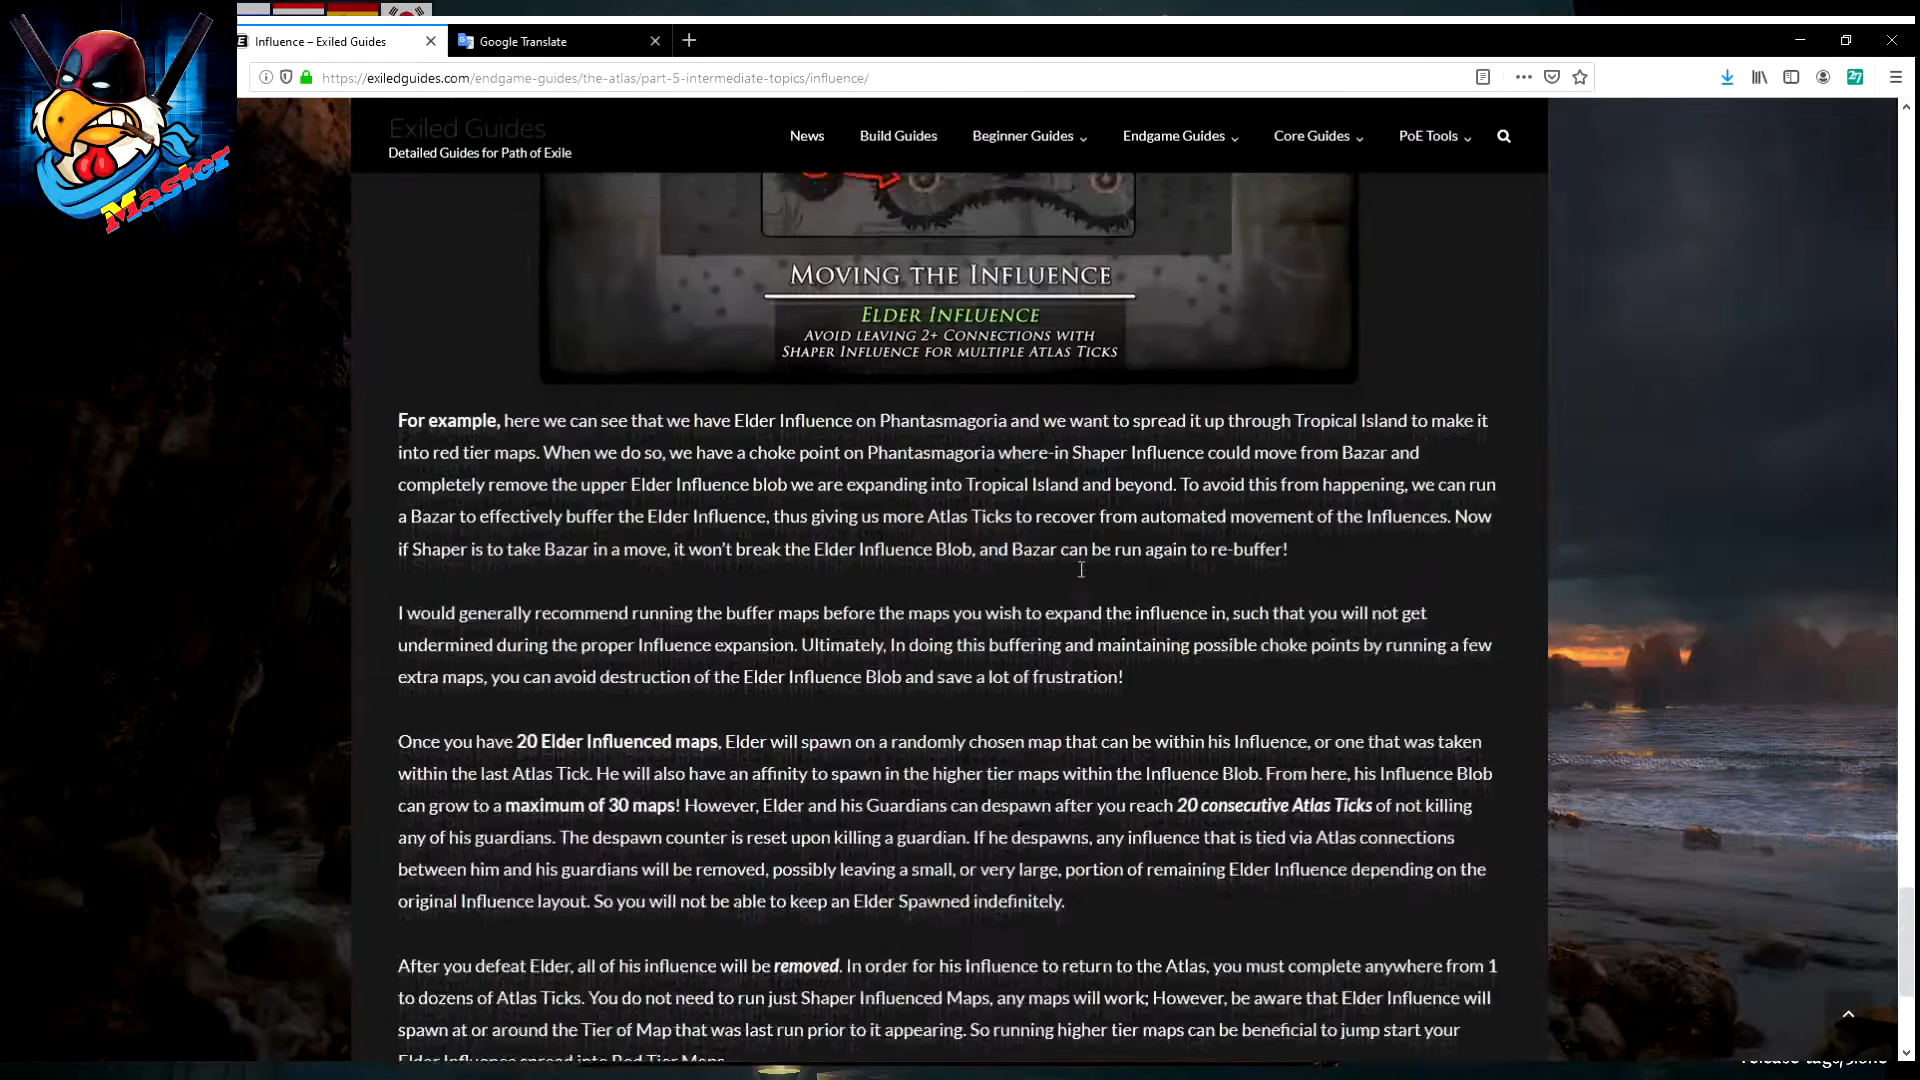 Influence – Exiled Guides
Google Translate
https://exiledguides.com/endgame-guides/the-atlas/part-5-intermediate-topics/influence/
27
Master
Exiled Guides
Detailed Guides for Path of Exile
News Build Guides Beginner Guides Endgame Guides Core Guides PoE Tools
MOVING THE INFLUENCE
ELDER INFLUENCE
AVOID LEAVING 2+ CONNECTIONS WITH
SHAPER INFLUENCE FOR MULTIPLE ATLAS TICKS
For example, here we can see that we have Elder Influence on Phantasmagoria and we want to spread it up through Tropical Island to make it
into red tier maps. When we do so, we have a choke point on Phantasmagoria where-in Shaper Influence could move from Bazar and
completely remove the upper Elder Influence blob we are expanding into Tropical Island and beyond. To avoid this from happening, we can run
a Bazar to effectively buffer the Elder Influence, thus giving us more Atlas Ticks to recover from automated movement of the Influences. Now
if Shaper is to take Bazar in a move, it won't break the Elder Influence Blob, and Bazar can be run again to re-buffer!
I would generally recommend running the buffer maps before the maps you wish to expand the influence in, such that you will not get
undermined during the proper Influence expansion. Ultimately, In doing this buffering and maintaining possible choke points by running a few
extra maps, you can avoid destruction of the Elder Influence Blob and save a lot of frustration!
Once you have 20 Elder Influenced maps, Elder will spawn on a randomly chosen map that can be within his Influence, or one that was taken
within the last Atlas Tick. He will also have an affinity to spawn in the higher tier maps within the Influence Blob. From here, his Influence Blob
can grow to a maximum of 30 maps! However, Elder and his Guardians can despawn after you reach 20 consecutive Atlas Ticks of not killing
any of his guardians. The despawn counter is reset upon killing a guardian. If he despawns, any influence that is tied via Atlas connections
between him and his guardians will be removed, possibly leaving a small, or very large, portion of remaining Elder Influence depending on the
original Influence layout. So you will not be able to keep an Elder Spawned indefinitely.
After you defeat Elder, all of his influence will be removed. In order for his Influence to return to the Atlas, you must complete anywhere from 1
to dozens of Atlas Ticks. You do not need to run just Shaper Influenced Maps, any maps will work; However, be aware that Elder Influence will
spawn at or around the Tier of Map that was last run prior to it appearing. So running higher tier maps can be beneficial to jump start your
Elder Influence spread into Red Tier Maps.